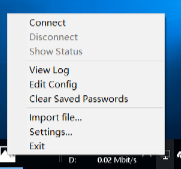 Connect
Disconnect
Show Status
View Log
Edit Config
Clear Saved Passwords
Import file...
Settings...
Exit
D: 0.02 Mbit/s